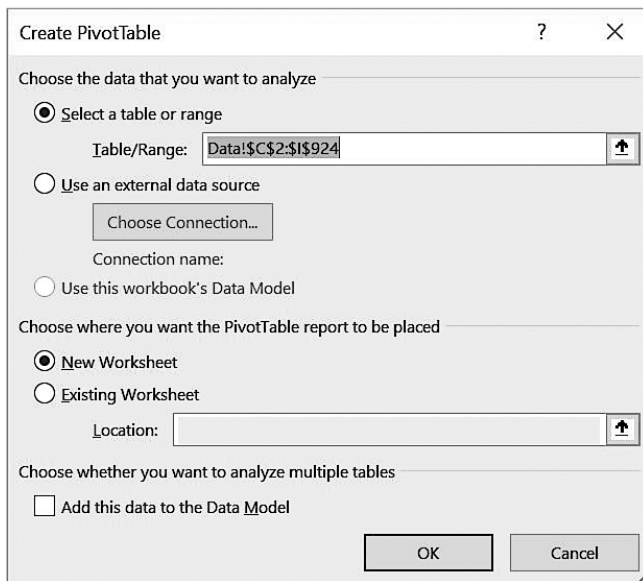 Create PivotTable ? ×
Choose the data that you want to analyze
Select a table or range
Table/Range: Data!$C$2:$I$924
Use an external data source
Choose Connection...
Connection name:
Use this workbook's Data Model
Choose where you want the PivotTable report to be placed
New Worksheet
Existing Worksheet
Location:
Choose whether you want to analyze multiple tables
Add this data to the Data Model
OK Cancel